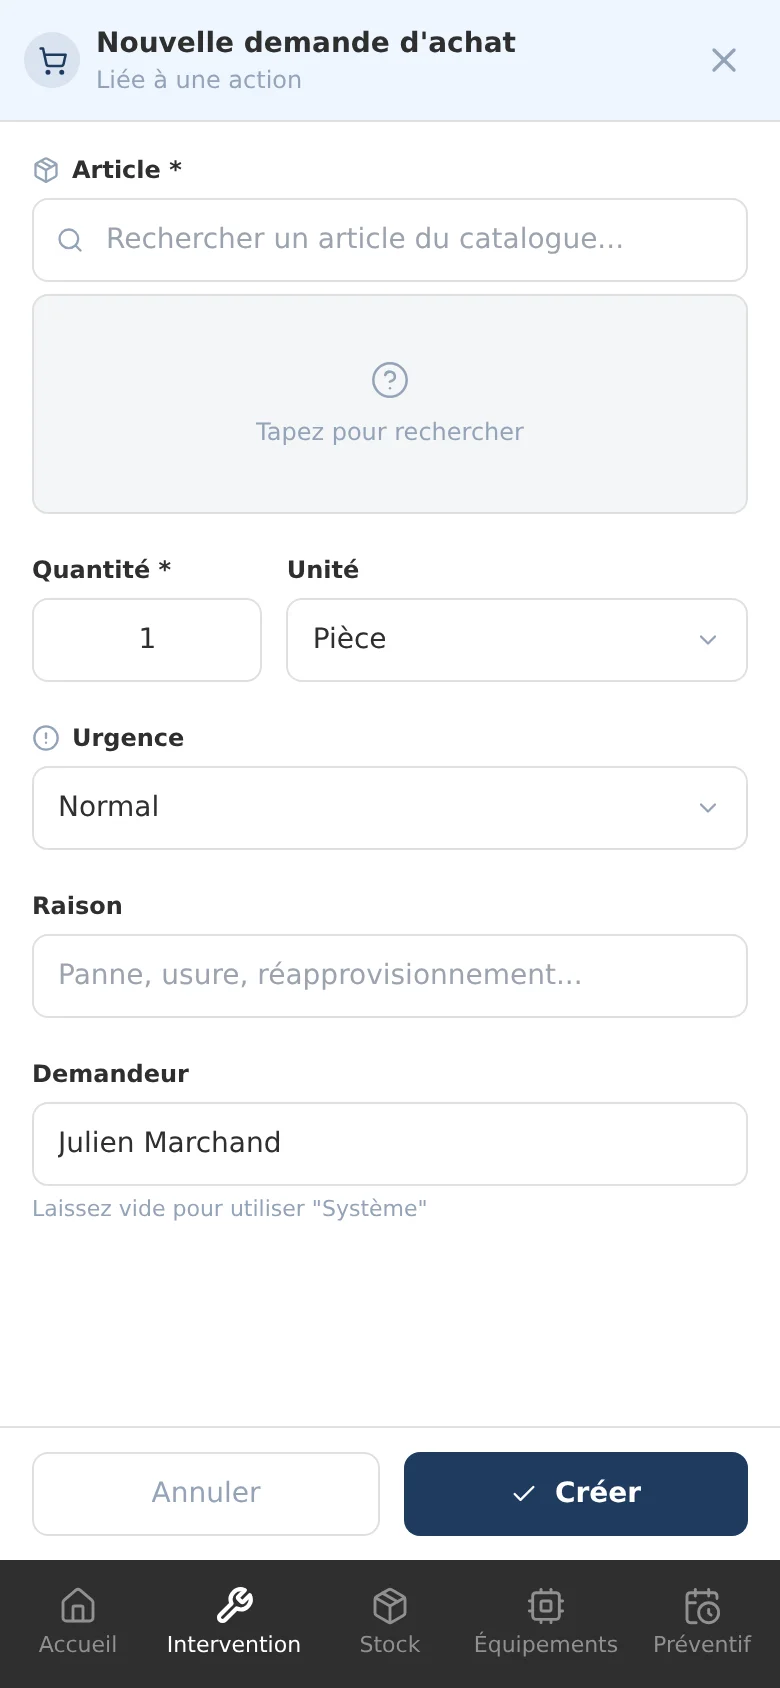 Nouvelle demande d'achat
Liée à une action
Article *
Rechercher un article du catalogue...
Tapez pour rechercher
Quantité *
Unité
1
Pièce
Urgence
Normal
Raison
Panne, usure, réapprovisionnement...
Demandeur
Julien Marchand
Laissez vide pour utiliser "Système"
Annuler
Créer
Accueil
Intervention
Stock
Équipements
Préventif